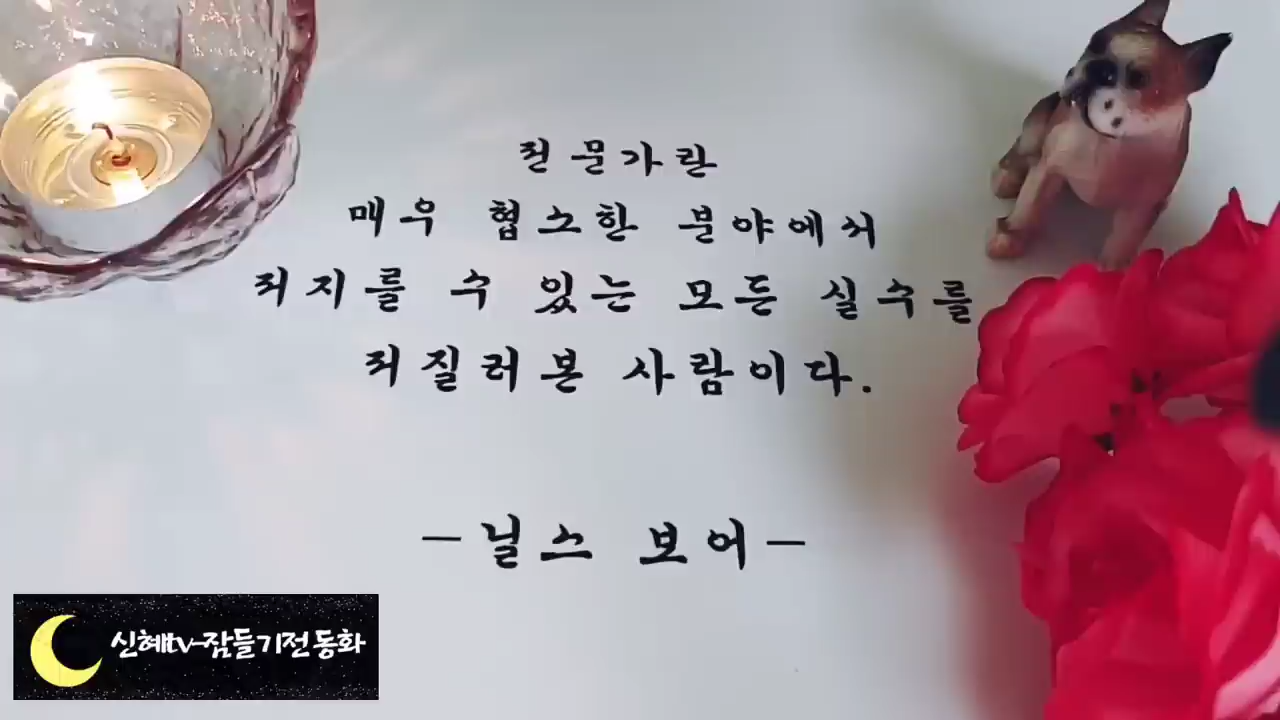 전문가란
매우 협소한 분야에서
저지를 수 있는 모든 실수를
저질러본 사람이다.
-닐스 보어-
신혜tv-잠들기전동화